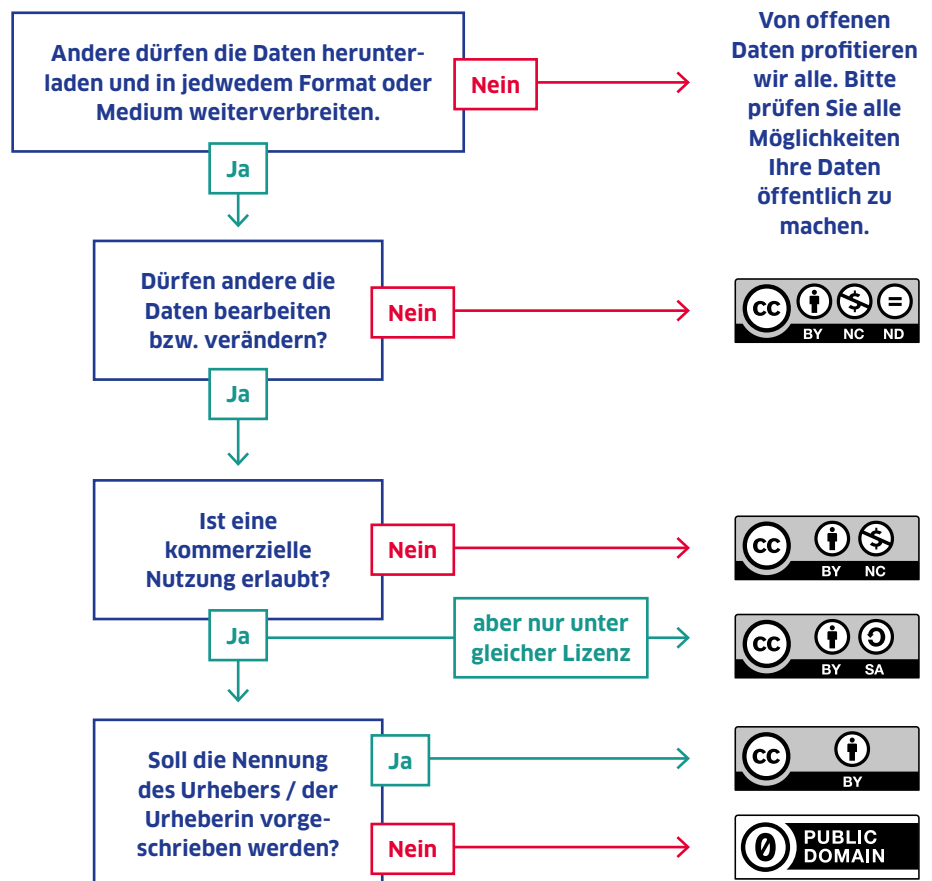 Andere dürfen die Daten herunter-
laden und in jedwedem Format oder
Medium weiterverbreiten.
Nein
Von offenen
Daten profitieren
wir alle. Bitte
prüfen Sie alle
Möglichkeiten
Ihre Daten
öffentlich zu
machen.
Ja
Dürfen andere die
Daten bearbeiten
bzw. verändern?
Nein
cc
BY NC ND
Ja
Ist eine
kommerzielle
Nutzung erlaubt?
Nein
cc
BY NC
Ja
aber nur unter
gleicher Lizenz
cc
BY SA
Soll die Nennung
des Urhebers / der
Urheberin vorge-
schrieben werden?
Ja
cc
BY
Nein
0 PUBLIC
DOMAIN